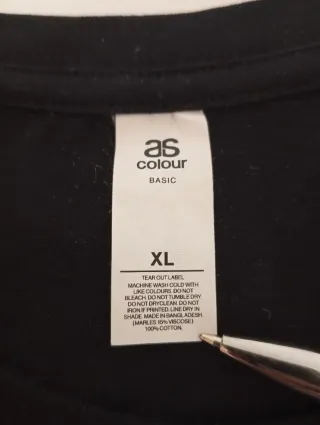 as
colour
BASIC
XL
TEAR OUT LABEL
MACHINE WASH COLD WITH
LIKE COLOURS. DO NOT
BLEACH. DO NOT TUMBLE DRY
DO NOT DRYCLEAN. DO NOT
IRON IF PRINTED. LINE DRY IN
SHADE. MADE IN BANGLADESH.
(MARLES 15% VISCOSE)
100% COTTON.